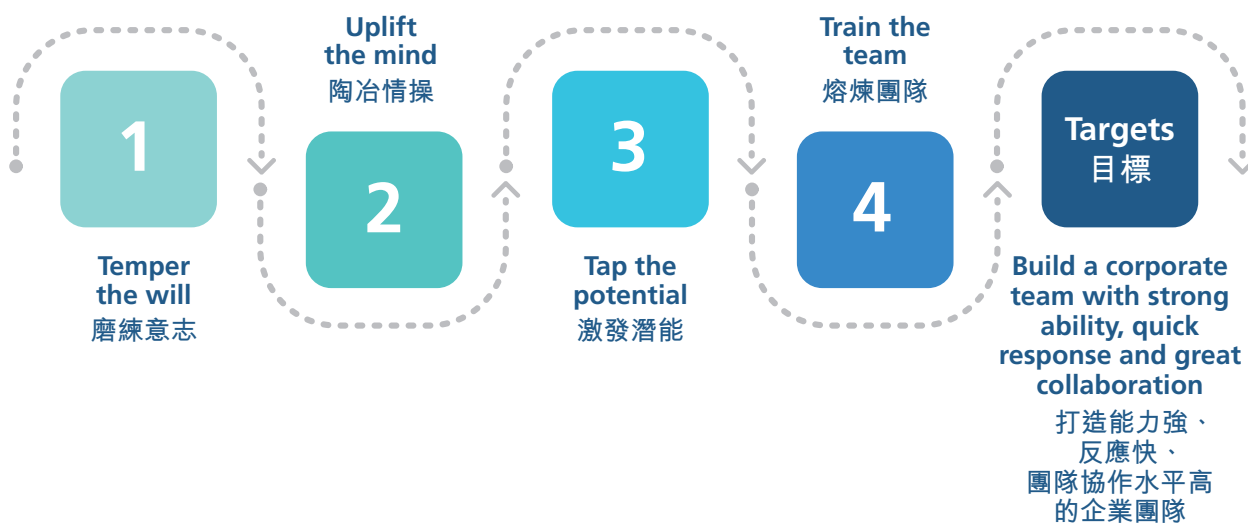 1
Temper
the will
磨練意志
Uplift
the mind
陶冶情操
2
3
Tap the
potential
激發潛能
Train the
team
熔煉團隊
4
Targets
目標
Build a corporate
team with strong
ability, quick
response and great
collaboration
打造能力強、
反應快、
團隊協作水平高
的企業團隊